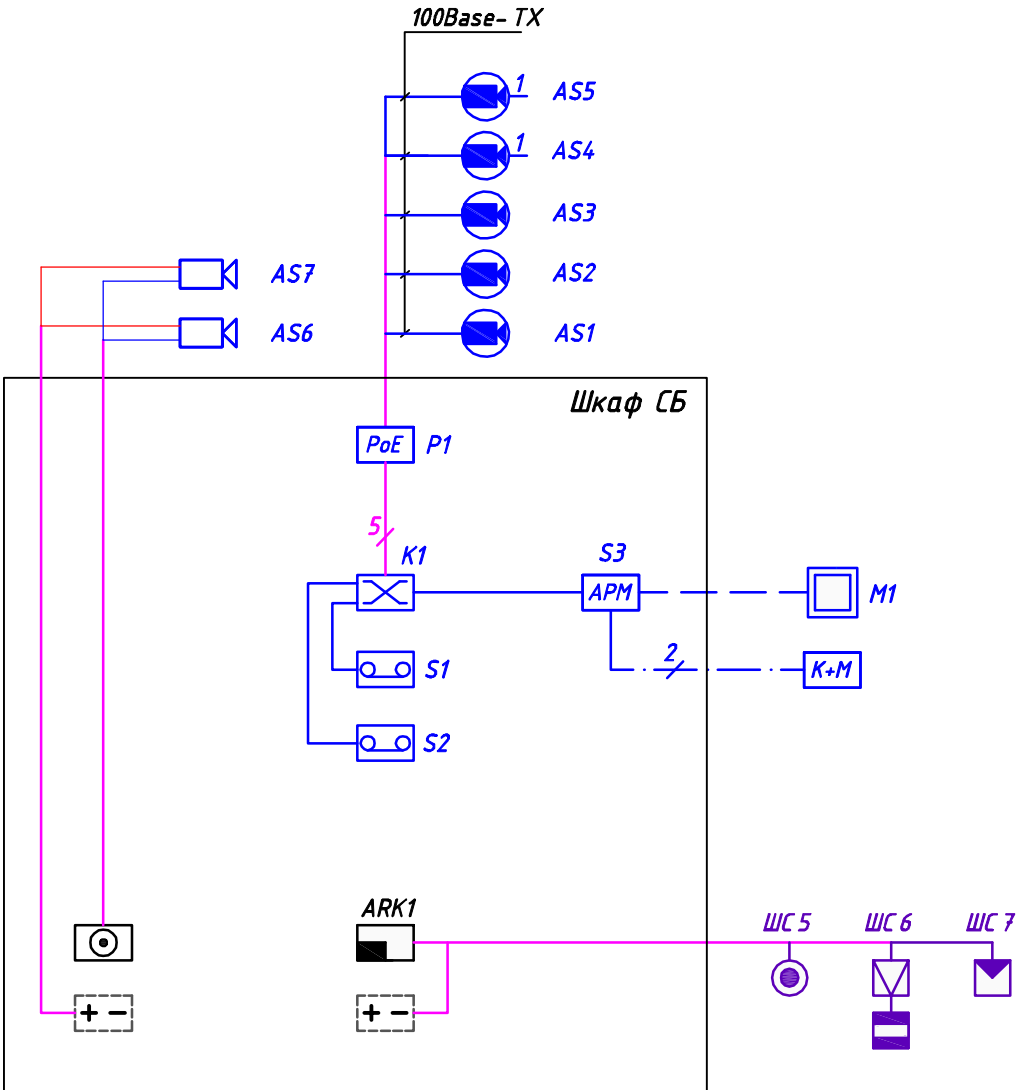 100Base-TX
1 AS5
1 AS4
AS3
AS7 AS2
AS6 AS1
Шкаф СБ
PoE P1
5
K1 S3
АРМ M1
2
S1 К+М
S2
ARK1 ШС 5 ШС 6 ШС 7
+ - + -